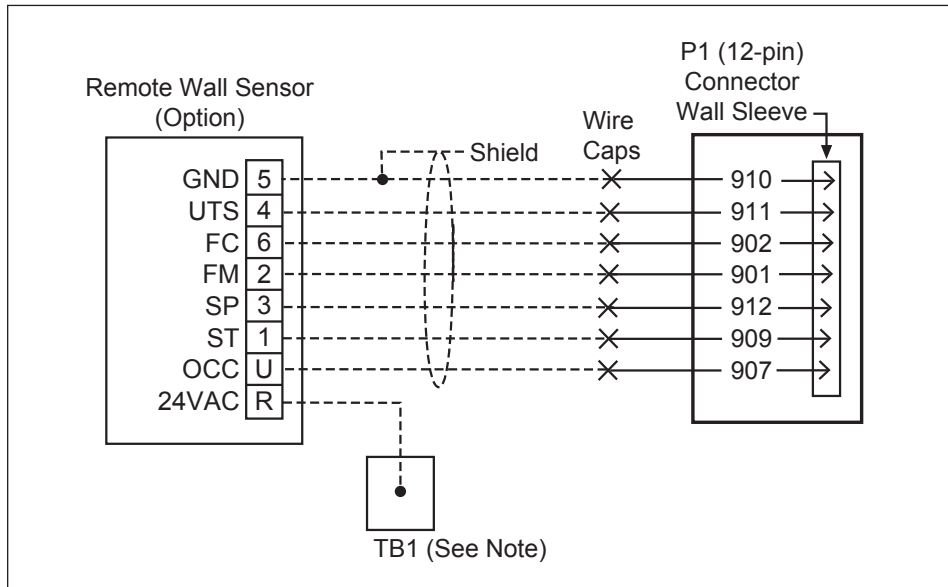 P1 (12-pin)
Connector
Wall Sleeve
Remote Wall Sensor
(Option)
Wire
Caps
Shield
GND 5 910
UTS 4 911
FC 6 902
FM 2 901
SP 3 912
ST 1 909
OCC U 907
24VAC R
TB1 (See Note)